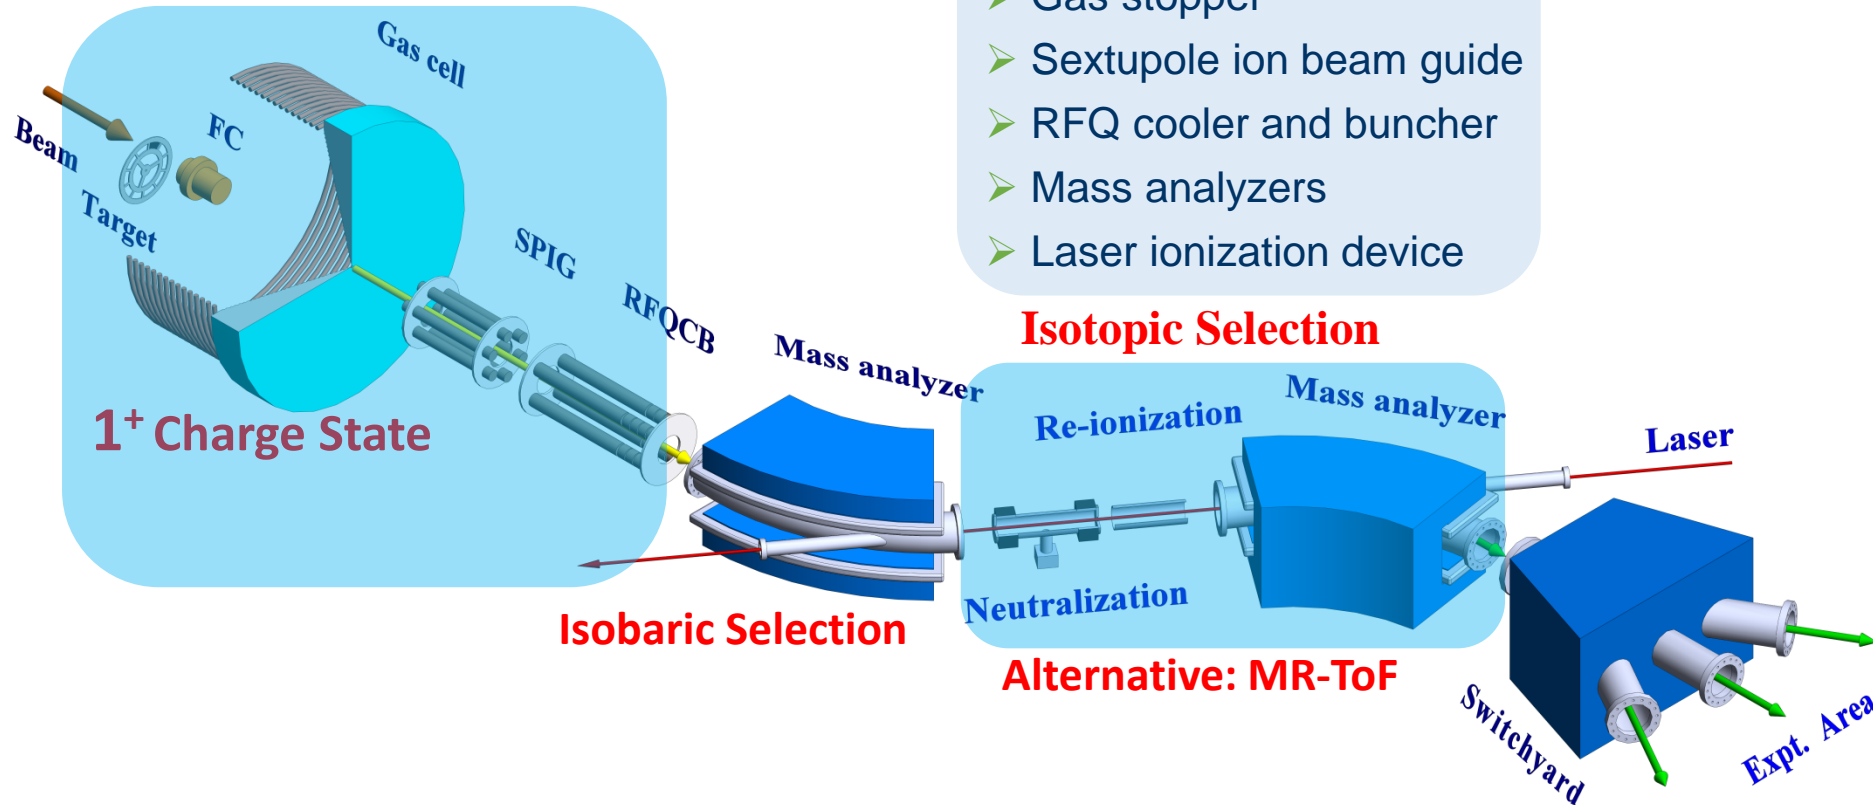 Gas stopper
Sextupole ion beam guide
RFQ cooler and buncher
Mass analyzers
Laser ionization device
Isotopic Selection
Gas cell
Beam
FC
Target
SPIG
RFQCB
Mass analyzer
1⁺ Charge State
Re-ionization
Mass analyzer
Laser
Neutralization
Isobaric Selection
Alternative: MR-ToF
Switchyard
Expt. Area